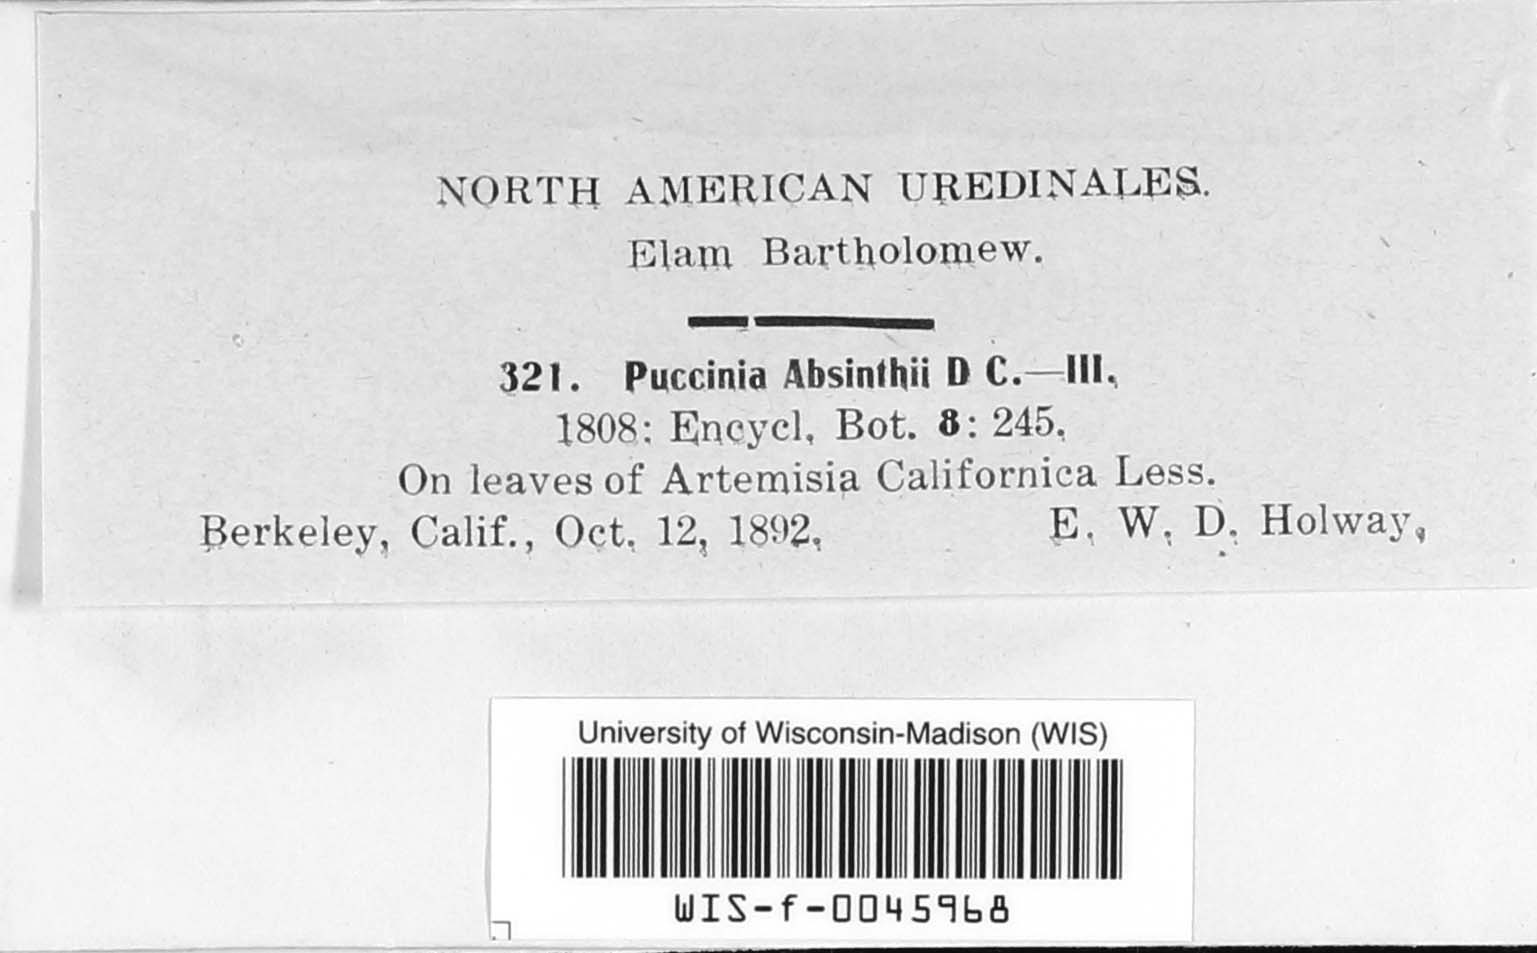 NORTH AMERICAN UREDINALES.
Elam Bartholomew.
321. Puccinia Absinthii D C.—III.
1808: Encycl. Bot. 8: 245.
On leaves of Artemisia Californica Less.
Berkeley, Calif., Oct. 12, 1892. E. W. D. Holway.
University of Wisconsin-Madison (WIS)
WIS-f-0045968